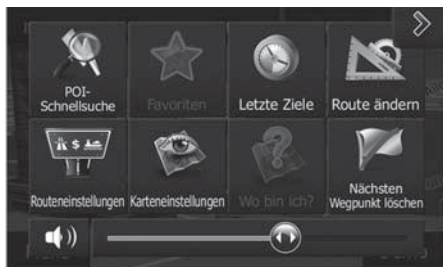 POI-
Schnellsuche
Favoriten
Letzte Ziele
Route ändern
Routeneinstellungen
Karteneinstellungen
Wo bin ich?
Nächsten
Wegpunkt löschen